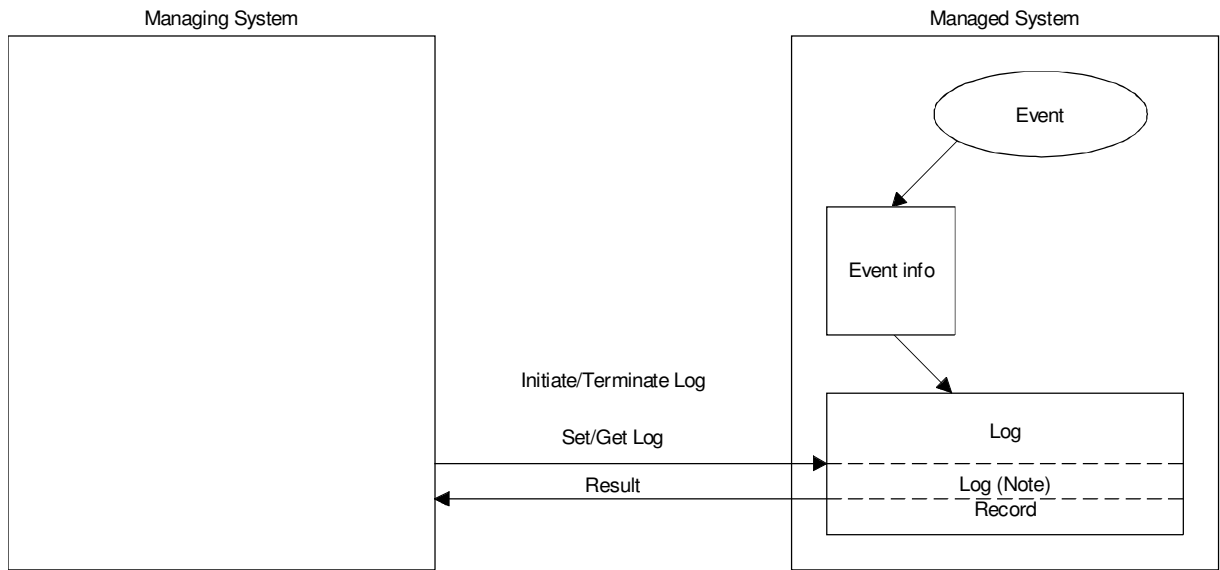 Managing System
Managed System
Event
Event info
Initiate/Terminate Log
Set/Get Log
Log
Result
Log (Note)
Record